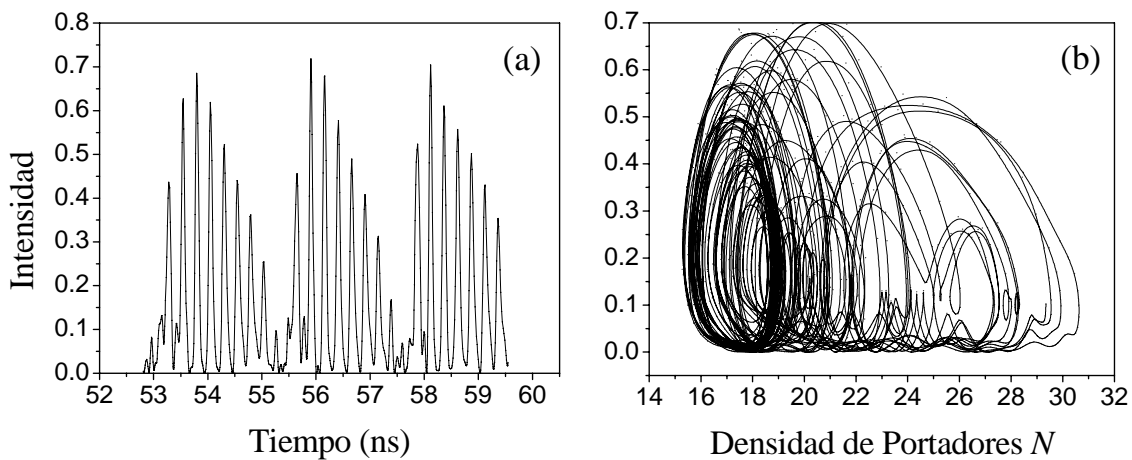 (a)
Intensidad
0.8
0.7
0.6
0.5
0.4
0.3
0.2
0.1
0.0
52 53 54 55 56 57 58 59 60
Tiempo (ns)
(b)
0.7
0.6
0.5
0.4
0.3
0.2
0.1
0.0
14 16 18 20 22 24 26 28 30 32
Densidad de Portadores N